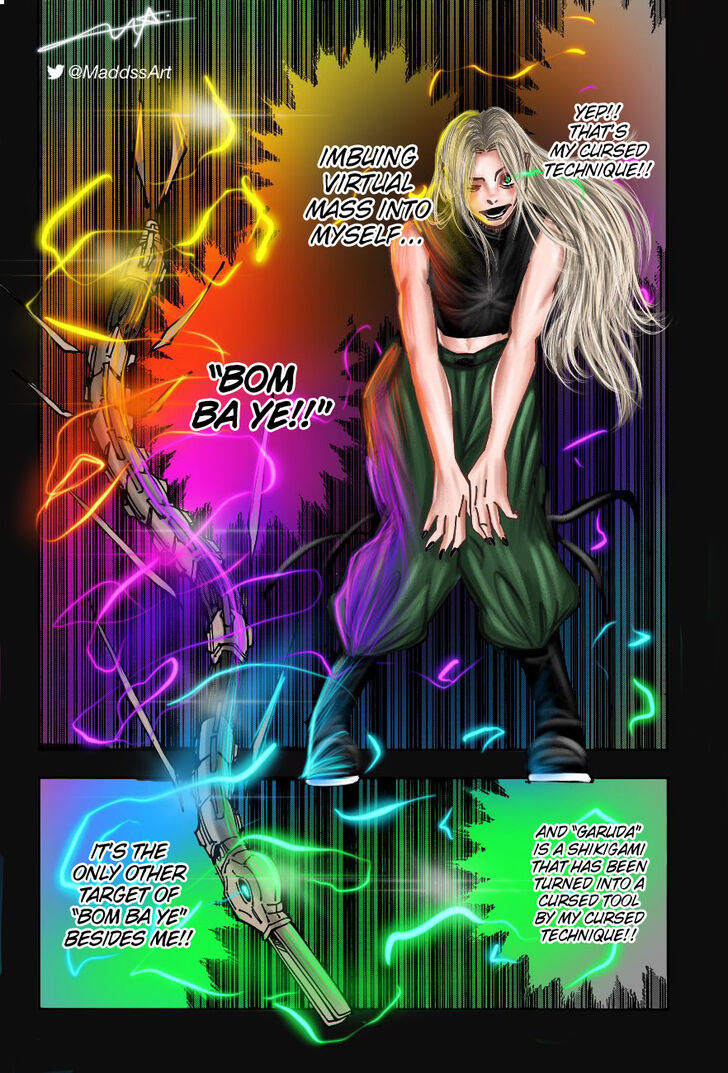 @MaddssArt
YEP!!
THAT'S
MY CURSED
TECHNIQUE!!
IMBUING
VIRTUAL
MASS INTO
MYSELF...
"BOM
BA YE!!"
AND "GARUDA"
IS A SHIKIGAMI
THAT HAS BEEN
TURNED INTO A
CURSED TOOL
BY MY CURSED
TECHNIQUE!!
IT'S THE
ONLY OTHER
TARGET OF
"BOM BA YE"
BESIDES ME!!